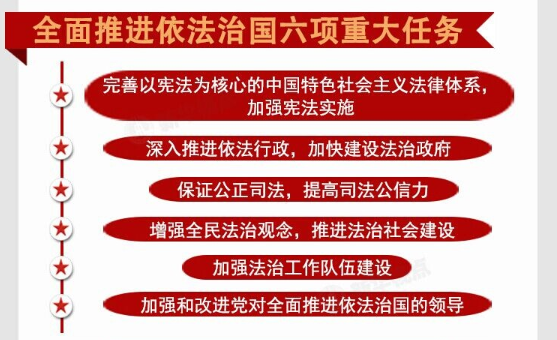 全面推进依法治国六项重大任务
完善以宪法为核心的中国特色社会主义法律体系，
加强宪法实施
深入推进依法行政，加快建设法治政府
保证公正司法，提高司法公信力
增强全民法治观念，推进法治社会建设
加强法治工作队伍建设
加强和改进党对全面推进依法治国的领导